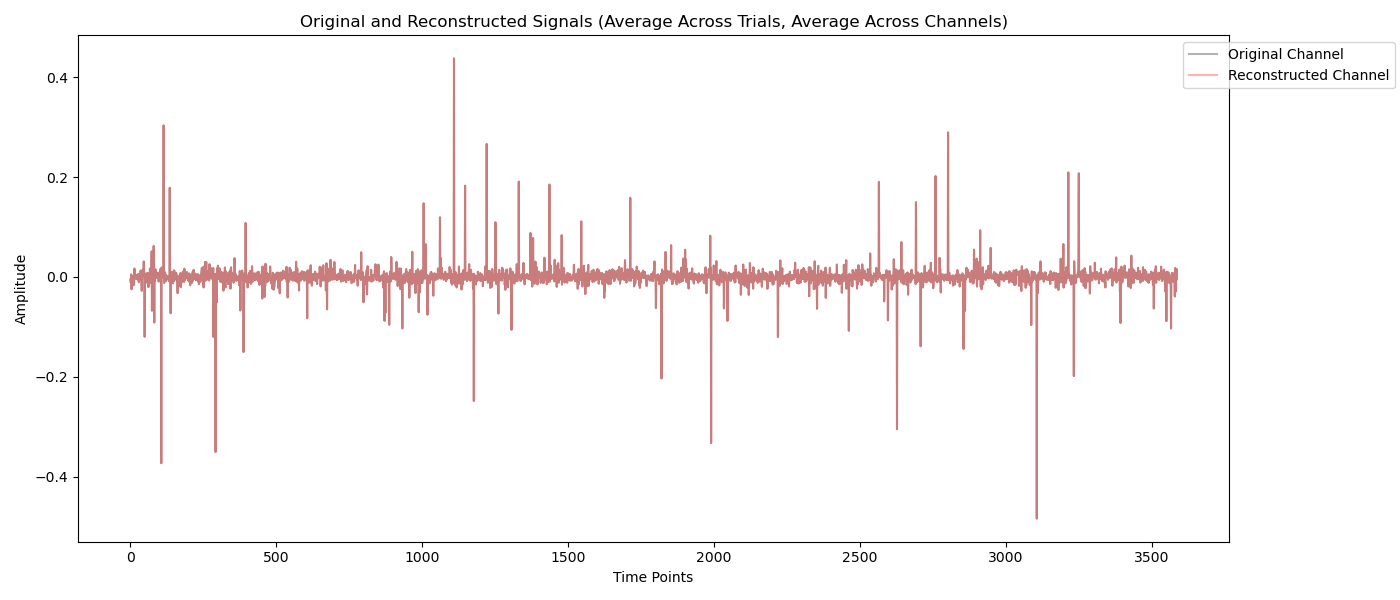 Original and Reconstructed Signals (Average Across Trials, Average Across Channels)
Original Channel
Reconstructed Channel
Amplitude
0.4
0.2
0.0
−0.2
−0.4
0 500 1000 1500 2000 2500 3000 3500
Time Points